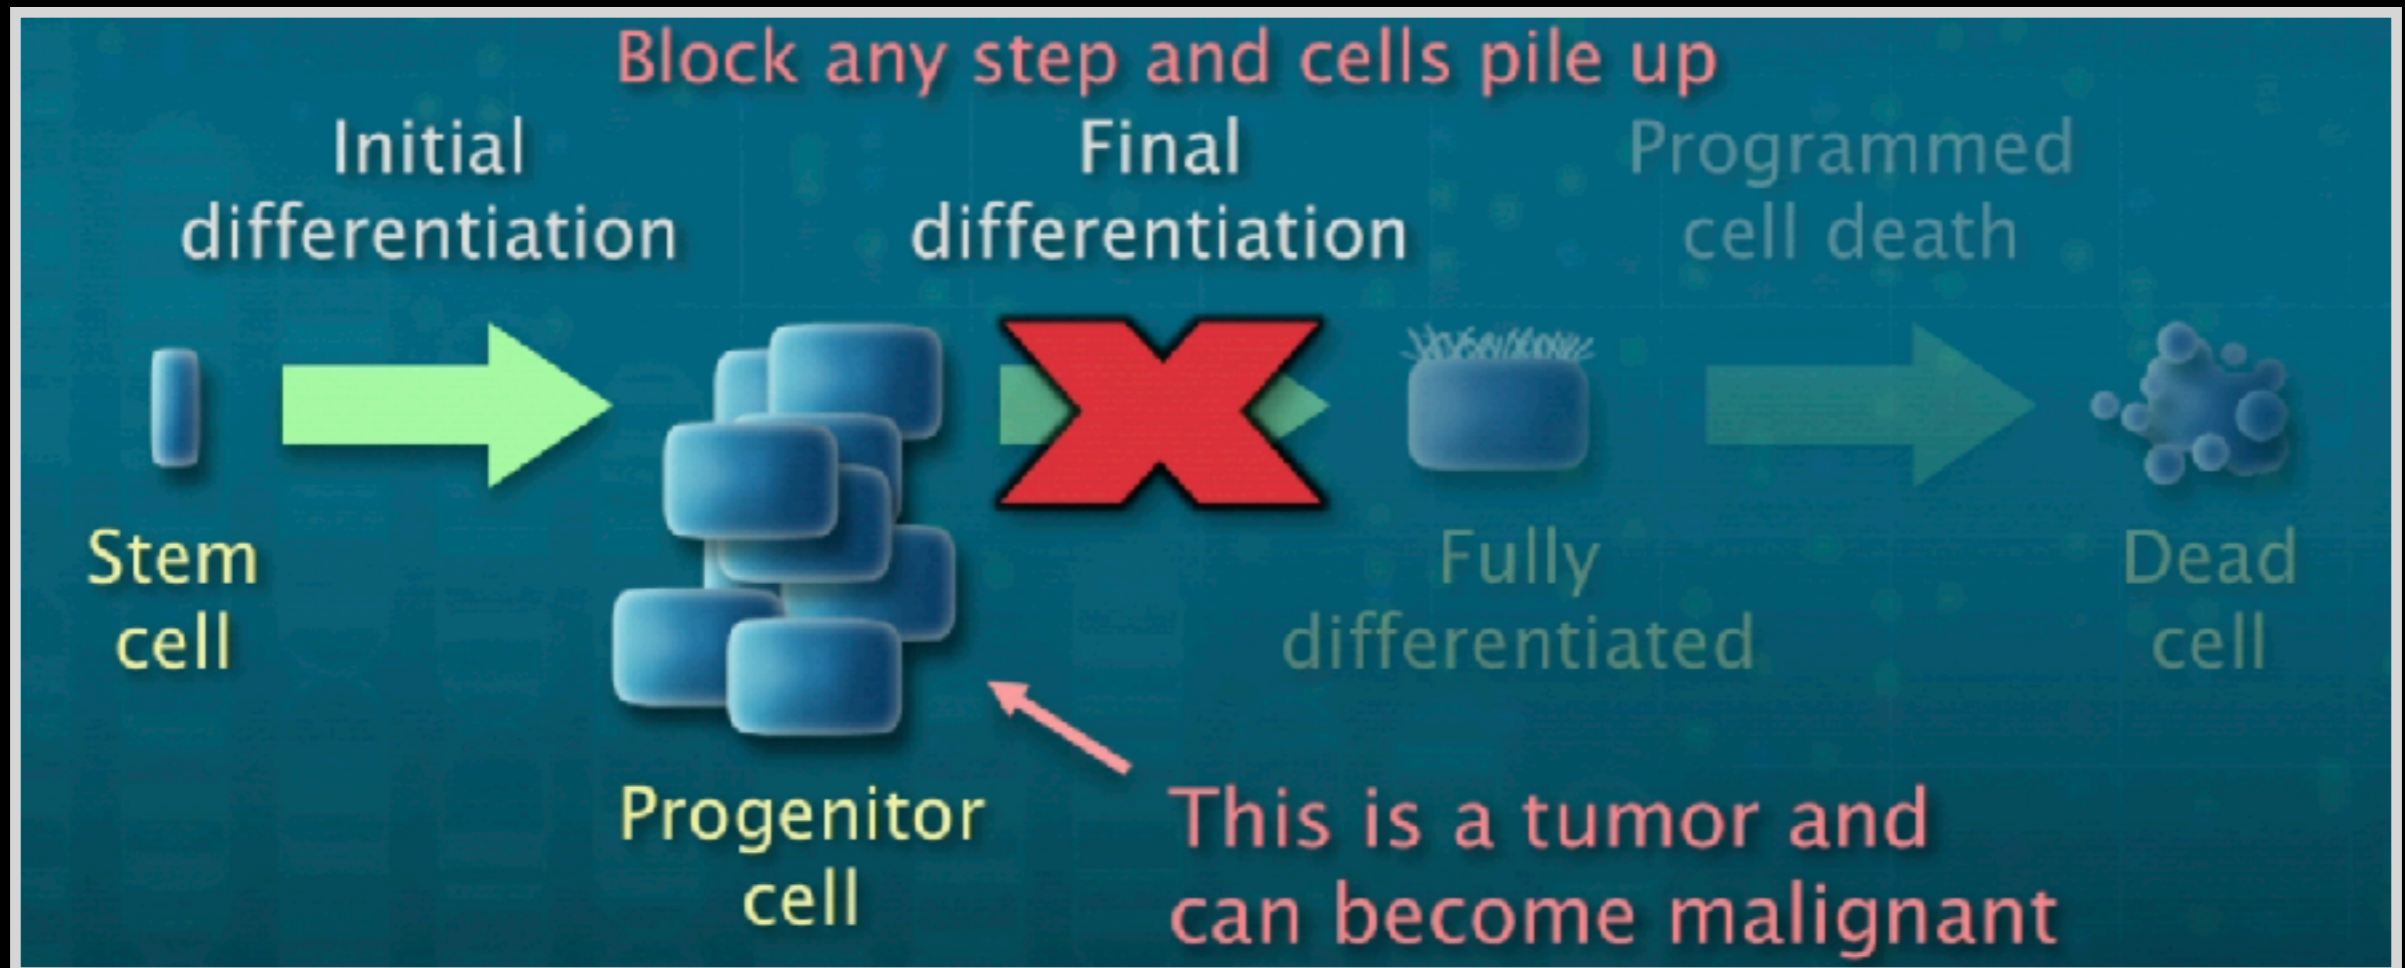 Block any step and cells pile up
Initial
differentiation
Final
differentiation
Programmed
cell death
Stem
cell
Progenitor
cell
Fully
differentiated
Dead
cell
This is a tumor and
can become malignant